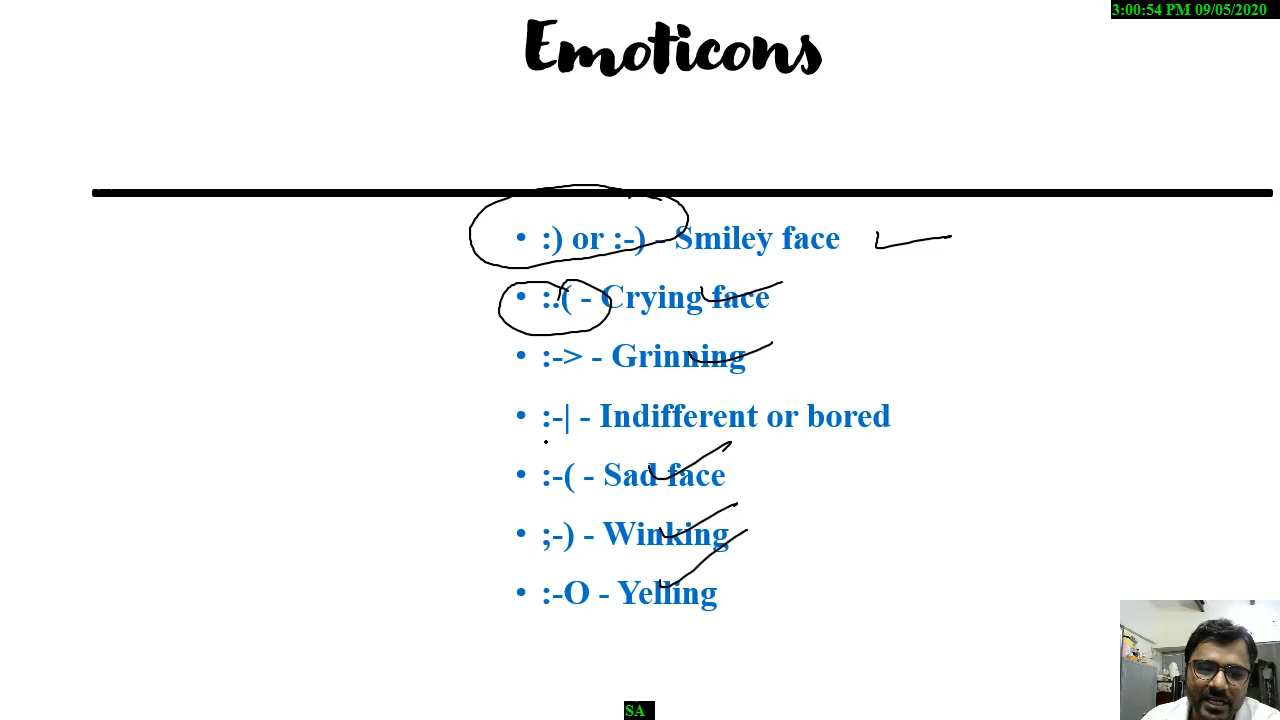 3:00:54 PM 09/05/2020
Emoticons
• :) or :-) - Smiley face
• :.( - Crying face
• :-> - Grinning
• :-| - Indifferent or bored
• :-( - Sad face
• ;-) - Winking
• :-O - Yelling
SA